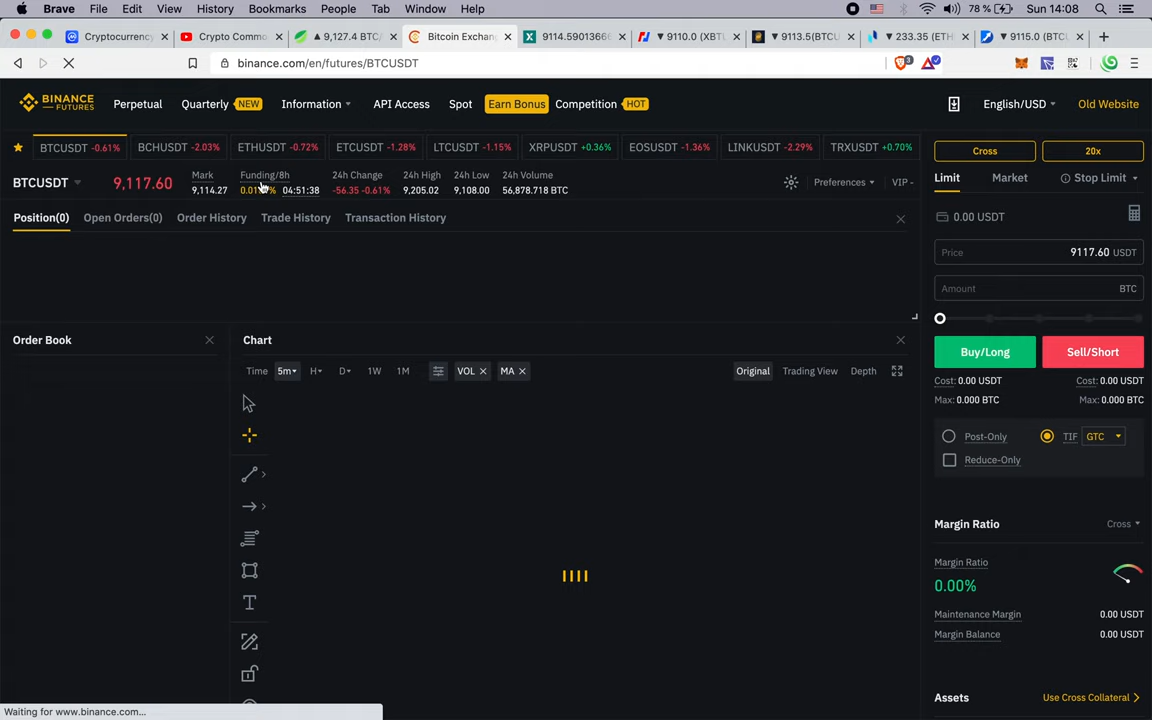 Brave File Edit View History Bookmarks People Tab Window Help 78 % Sun 14:08
Cryptocurrency Crypto Commo 9,127.4 BTC/ Bitcoin Exchang 9114.5901366 ▼ 9110.0 (XBTU ▼ 9113.5(BTCU ▼ 233.35 (ETH ▼ 9115.0 (BTCU
binance.com/en/futures/BTCUSDT
BINANCE FUTURES
Perpetual Quarterly NEW Information API Access Spot Earn Bonus Competition HOT English/USD Old Website
BTCUSDT -0.61% BCHUSDT -2.03% ETHUSDT -0.72% ETCUSDT -1.28% LTCUSDT -1.15% XRPUSDT +0.36% EOSUSDT -1.36% LINKUSDT -2.29% TRXUSDT +0.70%
Cross 20x
BTCUSDT 9,117.60
Mark
9,114.27
Funding/8h
04:51:38
24h Change
-56.35 -0.61%
24h High
9,205.02
24h Low
9,108.00
24h Volume
56,878.718 BTC
Preferences VIP -
Limit Market Stop Limit
Position(0) Open Orders(0) Order History Trade History Transaction History
0.00 USDT
Price 9117.60 USDT
Amount BTC
Order Book
Chart
Time 5m H D 1W 1M VOL MA Original Trading View Depth
T
Buy/Long Sell/Short
Cost: 0.00 USDT Cost: 0.00 USDT
Max: 0.000 BTC Max: 0.000 BTC
Post-Only TIF GTC
Reduce-Only
Margin Ratio Cross
Margin Ratio
0.00%
Maintenance Margin 0.00 USDT
Margin Balance 0.00 USDT
Assets Use Cross Collateral
Waiting for www.binance.com...